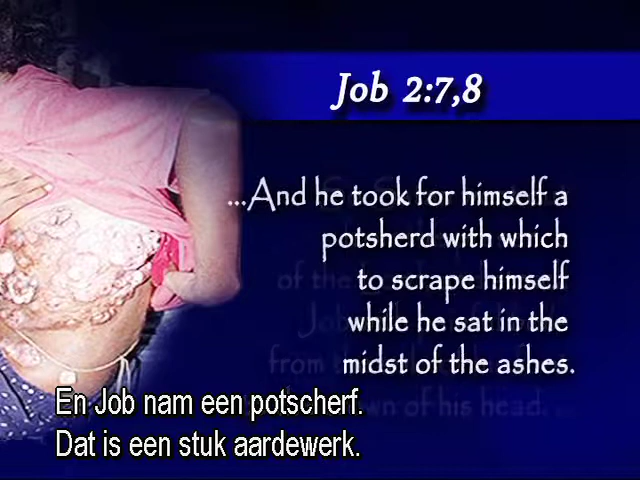 Job 2:7,8
...And he took for himself a
potsherd with which
to scrape himself
while he sat in the
midst of the ashes.
En Job nam een potscherf.
Dat is een stuk aardewerk.